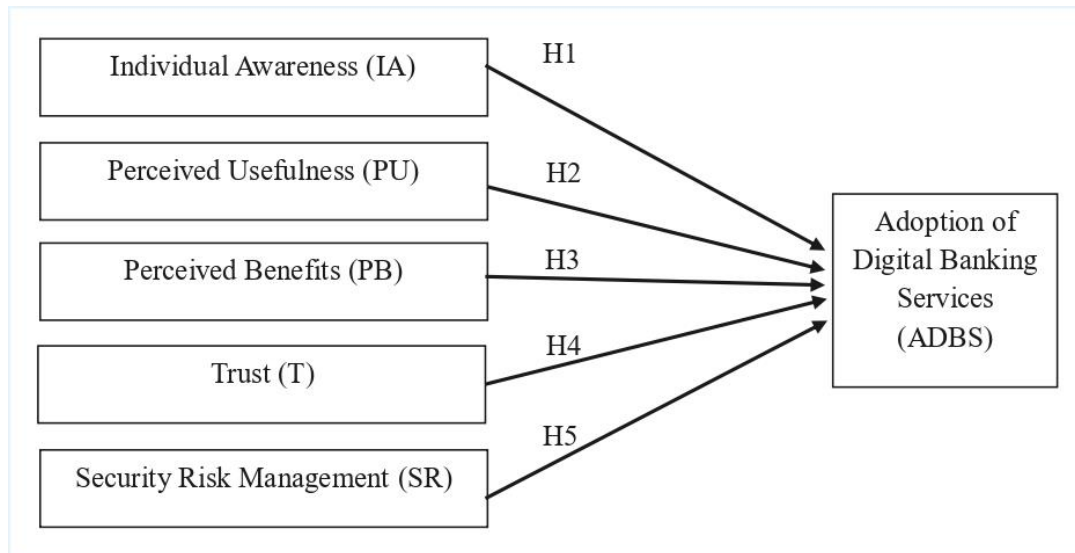 Individual Awareness (IA)
H1
Perceived Usefulness (PU)
H2
Perceived Benefits (PB)
H3
Trust (T)
H4
Security Risk Management (SR)
H5
Adoption of
Digital Banking
Services
(ADBS)